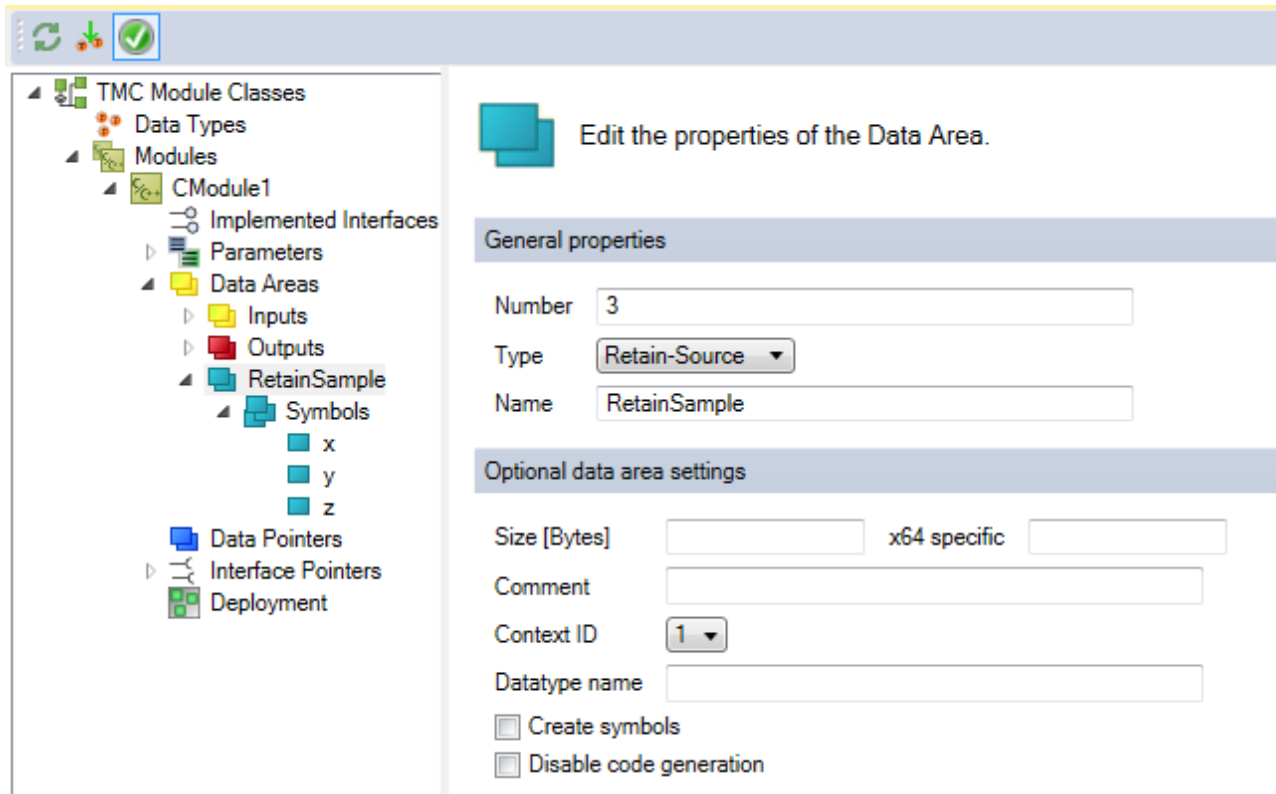 TMC Module Classes
Data Types
Modules
CModule1
Implemented Interfaces
Parameters
Data Areas
Inputs
Outputs
RetainSample
Symbols
x
y
z
Data Pointers
Interface Pointers
Deployment
Edit the properties of the Data Area.
General properties
Number 3
Type Retain-Source
Name RetainSample
Optional data area settings
Size [Bytes] x64 specific
Comment
Context ID 1
Datatype name
Create symbols
Disable code generation